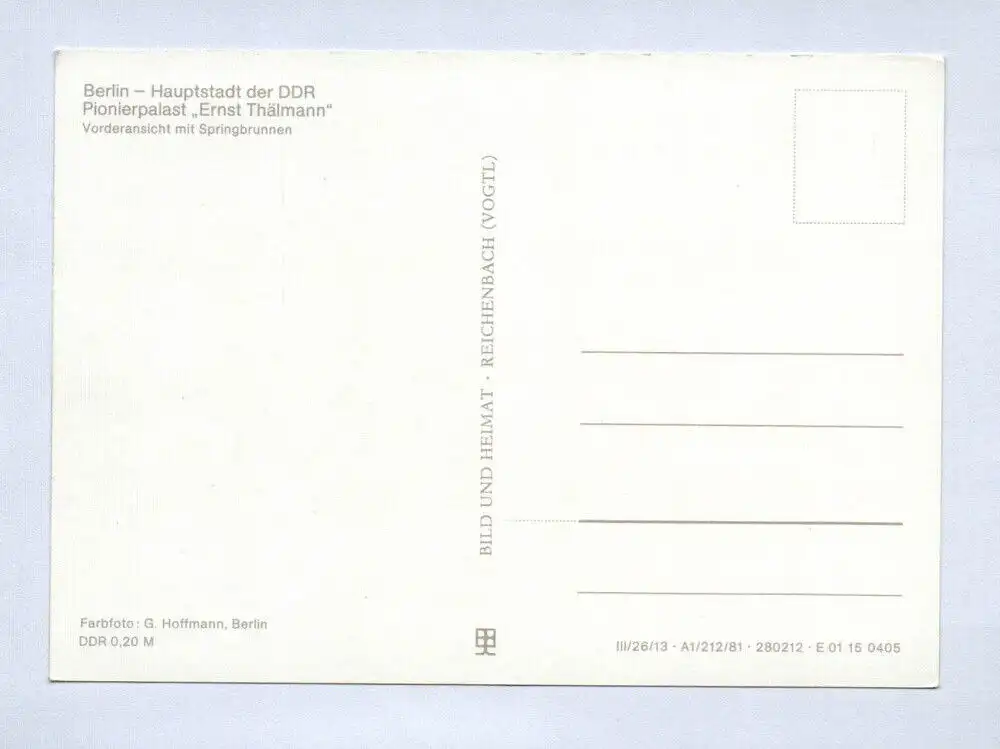 Berlin – Hauptstadt der DDR
Pionierpalast „Ernst Thälmann“
Vorderansicht mit Springbrunnen
BILD UND HEIMAT · REICHENBACH (VOGTL)
Farbfoto: G. Hoffmann, Berlin
DDR 0,20 M
III/26/13 · A1/212/81 · 280212 · E 01 15 0405